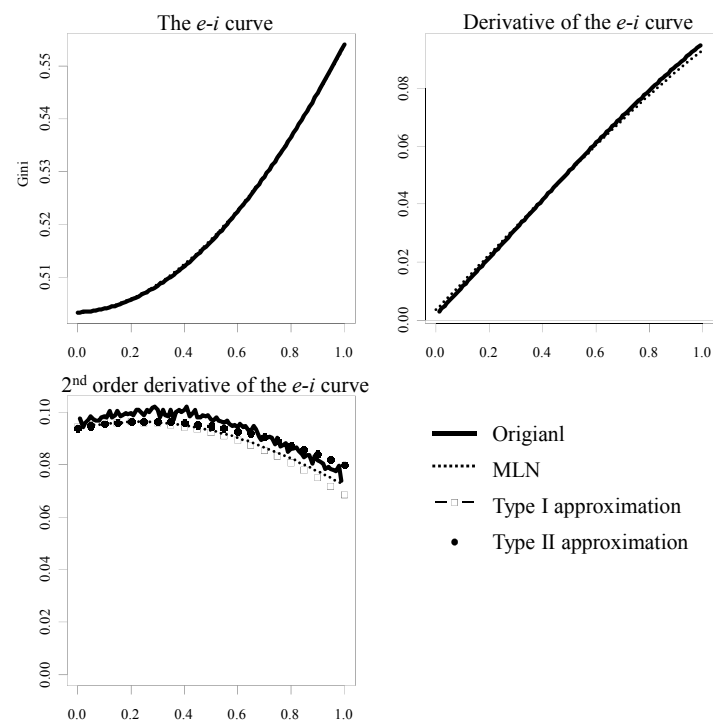 The e-i curve
Derivative of the e-i curve
Gini
0.55
0.54
0.53
0.52
0.51
0.0 0.2 0.4 0.6 0.8 1.0
0.08
0.06
0.04
0.02
0.00
0.0 0.2 0.4 0.6 0.8 1.0
2nd order derivative of the e-i curve
0.10
0.08
0.06
0.04
0.02
0.00
0.0 0.2 0.4 0.6 0.8 1.0
Origianl
MLN
Type I approximation
Type II approximation